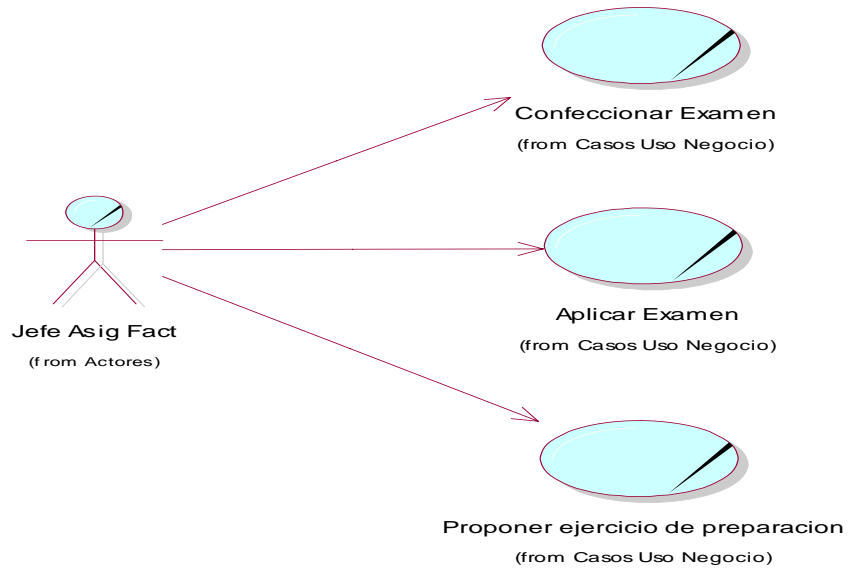 Confeccionar Examen
(from Casos Uso Negocio)
Jefe Asig Fact
(from Actores)
Aplicar Examen
(from Casos Uso Negocio)
Proponer ejercicio de preparacion
(from Casos Uso Negocio)